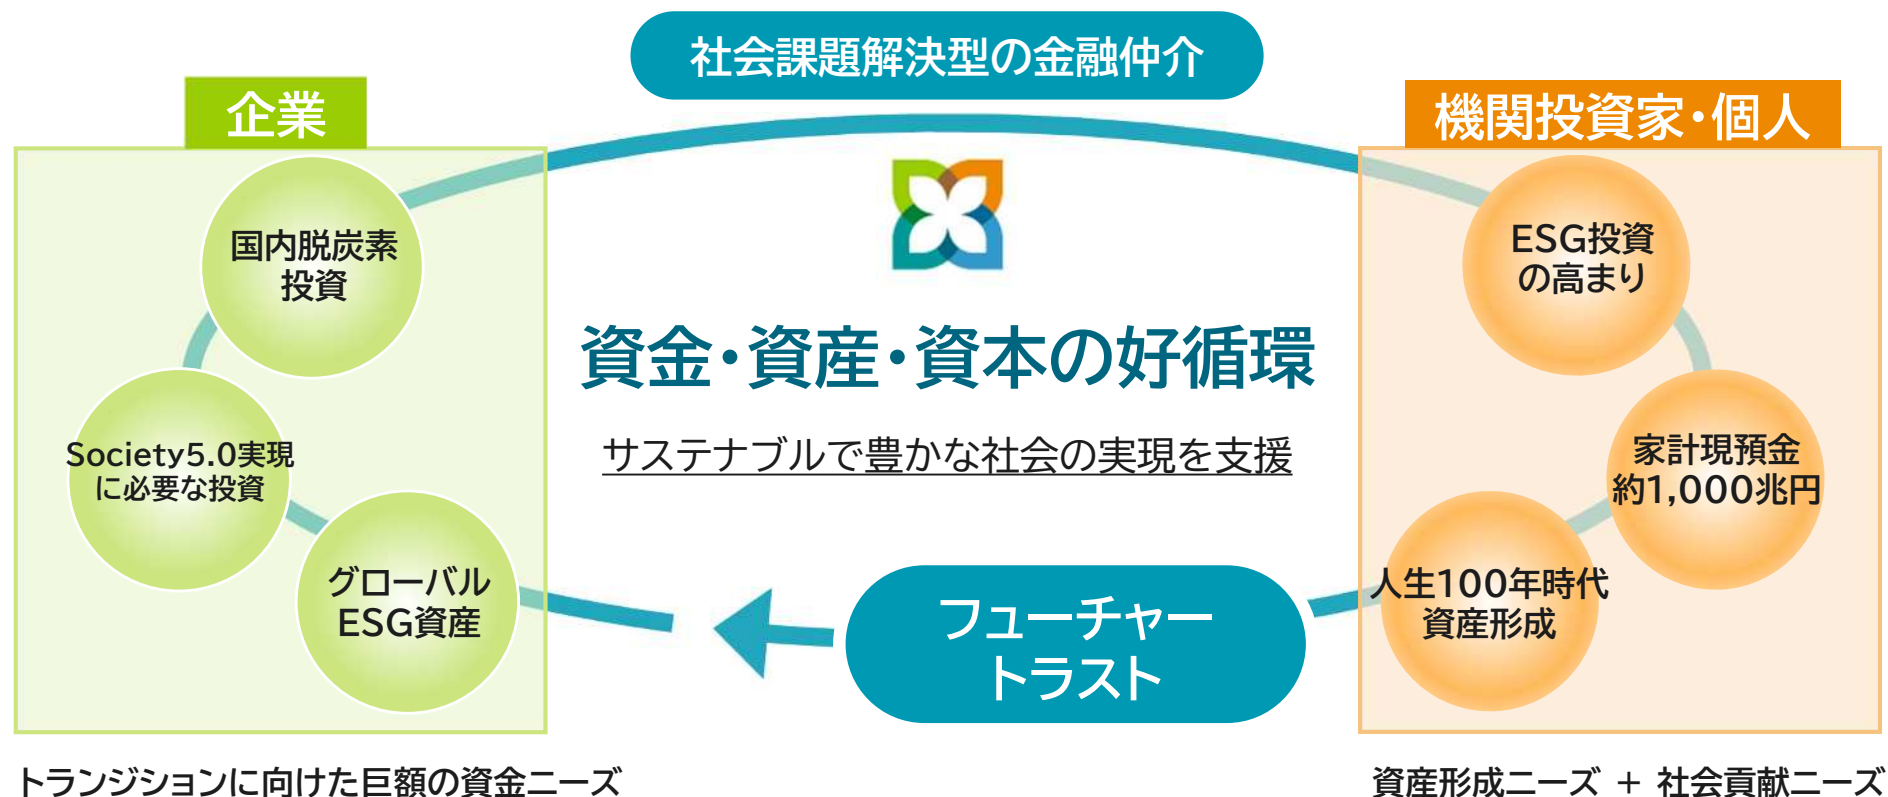 社会課題解決型の金融仲介
企業
国内脱炭素
投資
Society5.0実現
に必要な投資
グローバル
ESG資産
トランジションに向けた巨額の資金ニーズ
資金・資産・資本の好循環
サステナブルで豊かな社会の実現を支援
フューチャー
トラスト
機関投資家・個人
ESG投資
の高まり
家計現預金
約1,000兆円
人生100年時代
資産形成
資産形成ニーズ + 社会貢献ニーズ